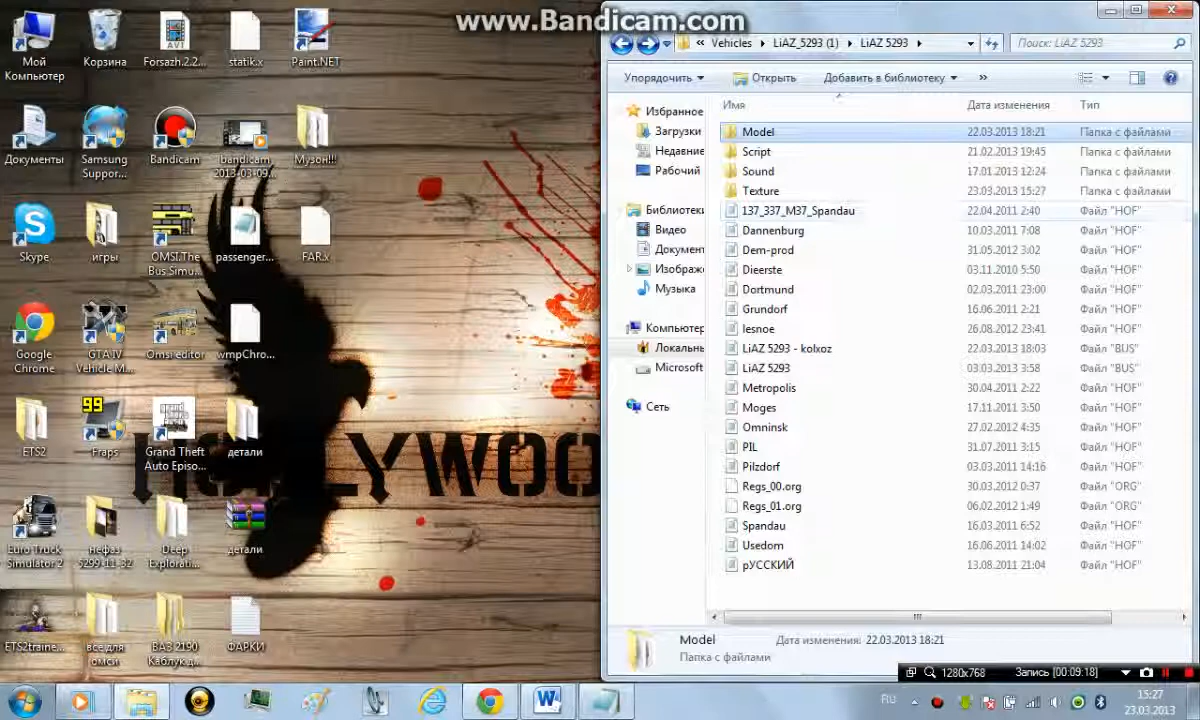 www.Bandicam.com
Мой Компьютер
Корзина
Forsazh.2.2...
statik.x
Paint.NET
Документы
Samsung Suppor...
Bandicam
bandicam 2013-03-09...
Музон!!!
Skype
игры
OMSI.The Bus.Simu...
passenger...
FAR.x
Google Chrome
GTA IV Vehicle M...
Omsi editor
wmpChro...
ETS2
99
Fraps
grand theft auto
Grand Theft Auto Episo...
детали
HOLLYWOO
Euro Truck Simulator 2
нефаз 5299-11-32
Deep Explorati...
детали
ETS2traine...
все для омси
ВАЗ 2190 Каблук д...
ФАРКИ
« Vehicles LiAZ_5293 (1) LiAZ 5293
Поиск: LiAZ 5293
Упорядочить Открыть Добавить в библиотеку »
Избранное
Загрузки
Недавние
Рабочий
Библиотеки
Видео
Документ
Изображ
Музыка
Компьютер
Локальн
Microsoft
Сеть
Имя Дата изменения Тип
Model 22.03.2013 18:21 Папка с файлами
Script 21.02.2013 19:45 Папка с файлами
Sound 17.01.2013 12:24 Папка с файлами
Texture 23.03.2013 15:27 Папка с файлами
137_337_M37_Spandau 22.04.2011 2:40 Файл "HOF"
Dannenburg 10.03.2011 7:08 Файл "HOF"
Dem-prod 31.05.2012 3:02 Файл "HOF"
Dieerste 03.11.2010 5:50 Файл "HOF"
Dortmund 02.03.2011 23:00 Файл "HOF"
Grundorf 16.06.2011 2:21 Файл "HOF"
lesnoe 26.08.2012 23:41 Файл "HOF"
LiAZ 5293 - kolxoz 22.03.2013 18:03 Файл "BUS"
LiAZ 5293 03.03.2013 3:58 Файл "BUS"
Metropolis 30.04.2011 2:22 Файл "HOF"
Moges 17.11.2011 3:50 Файл "HOF"
Omninsk 27.02.2012 4:35 Файл "HOF"
PIL 31.07.2011 3:15 Файл "HOF"
Pilzdorf 03.03.2011 14:16 Файл "HOF"
Regs_00.org 30.03.2012 0:37 Файл "ORG"
Regs_01.org 06.02.2012 1:49 Файл "ORG"
Spandau 16.03.2011 6:52 Файл "HOF"
Usedom 16.06.2011 14:02 Файл "HOF"
рУССКИЙ 13.08.2011 21:04 Файл "HOF"
Model Дата изменения: 22.03.2013 18:21
Папка с файлами
1280x768 Запись [00:09:18]
RU
15:27
23.03.2013